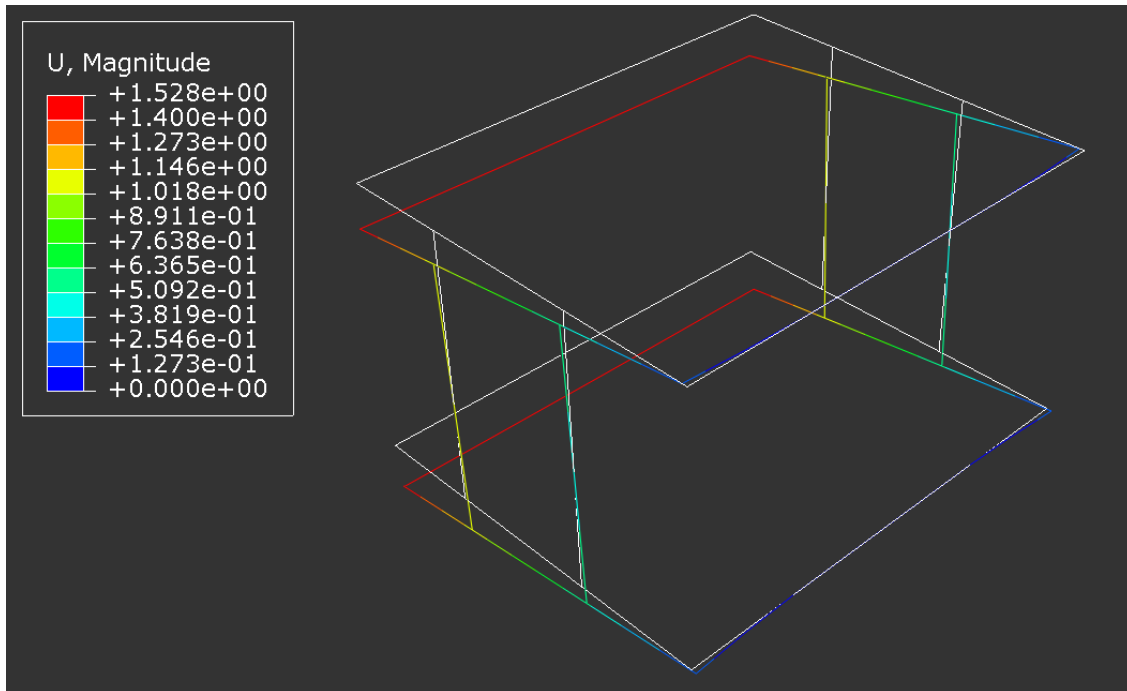 U, Magnitude
+1.528e+00
+1.400e+00
+1.273e+00
+1.146e+00
+1.018e+00
+8.911e-01
+7.638e-01
+6.365e-01
+5.092e-01
+3.819e-01
+2.546e-01
+1.273e-01
+0.000e+00